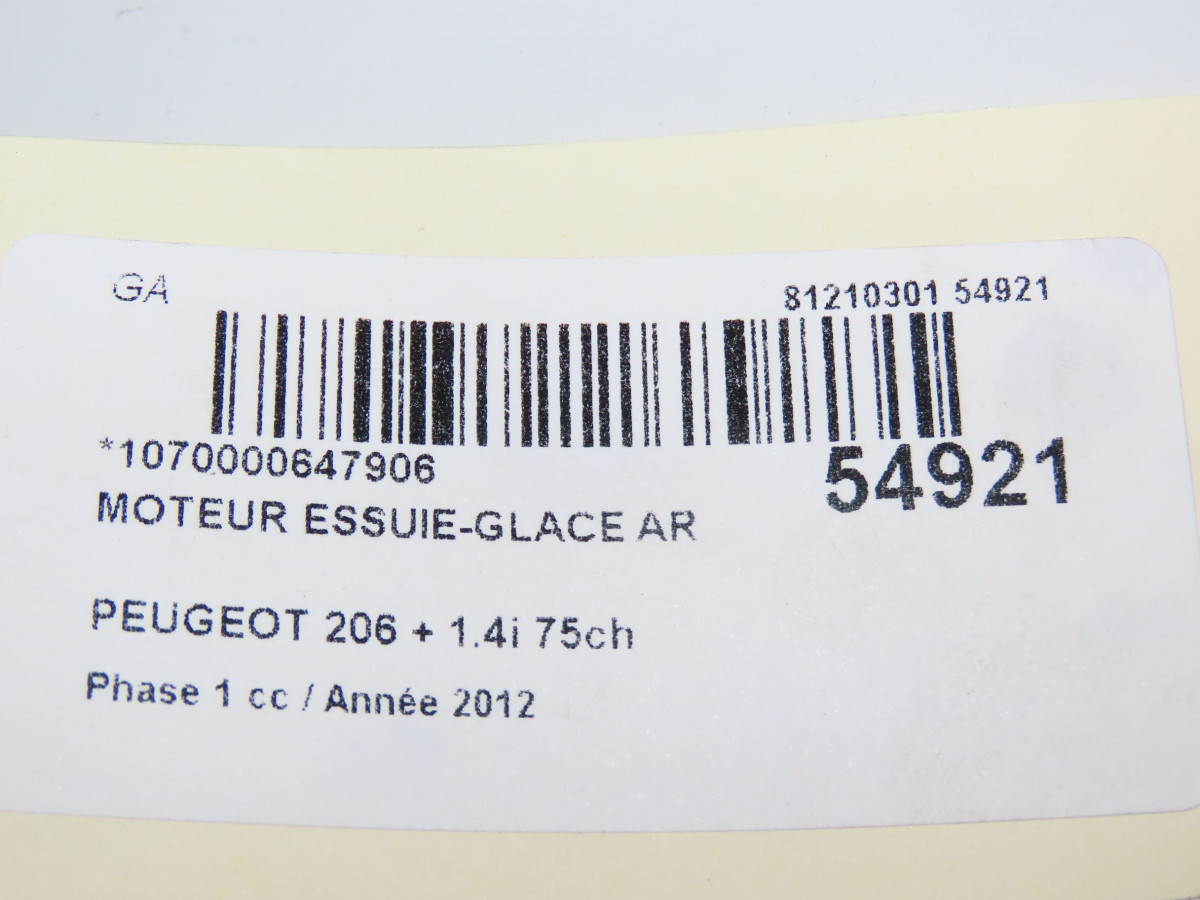 GA
81210301 54921
*1070000647906
54921
MOTEUR ESSUIE-GLACE AR
PEUGEOT 206 + 1.4i 75ch
Phase 1 cc / Année 2012